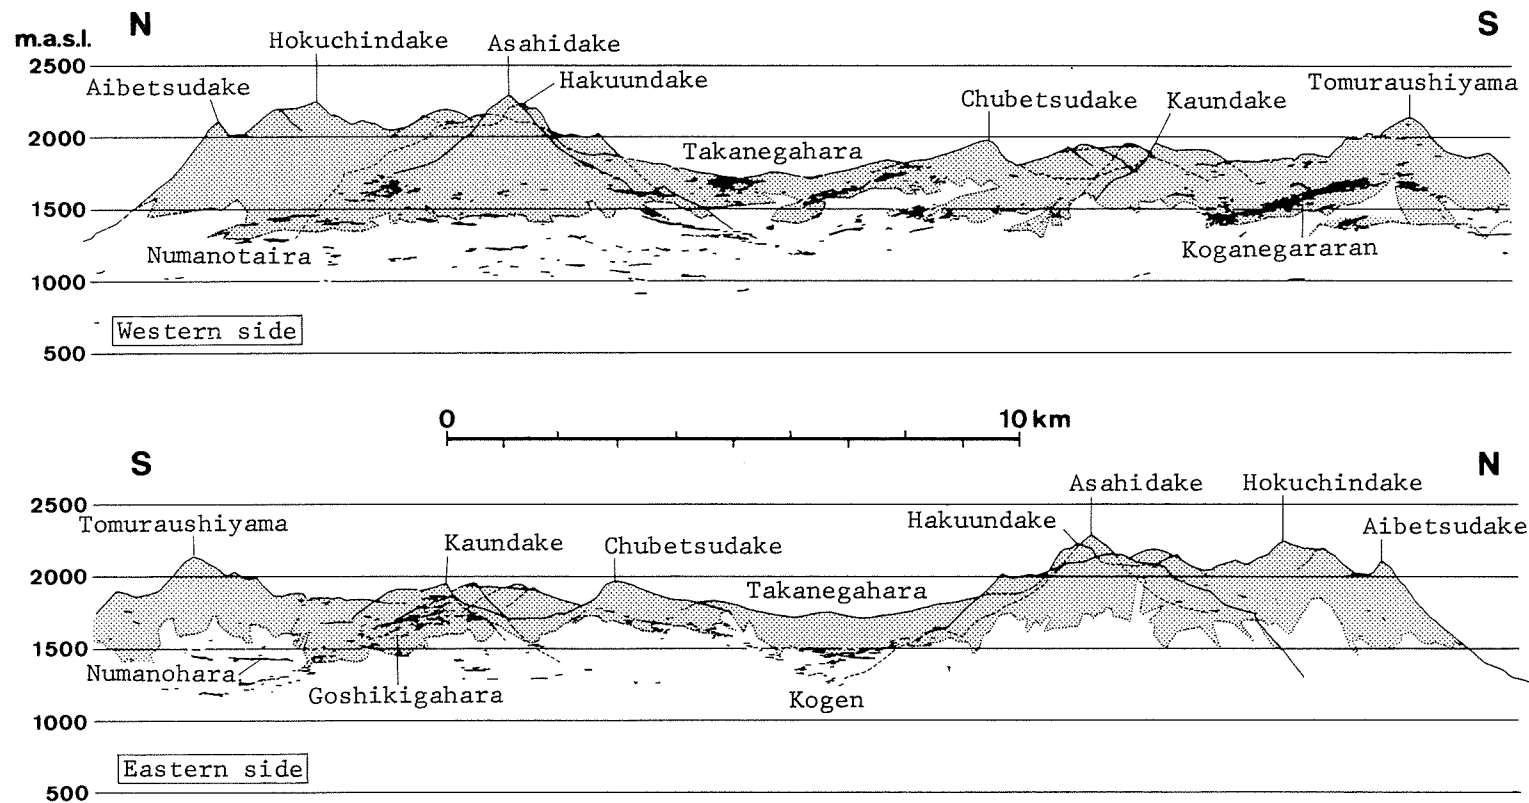 N
S
m.a.s.l.
Hokuchindake
Asahidake
2500
Aibetsudake
Hakuundake
Tomuraushiyama
Chubetsudake
Kaundake
2000
Takanegahara
1500
Numanotaira
Koganegararan
1000
Western side
500
0
10 km
S
N
Asahidake
Hokuchindake
2500
Tomuraushiyama
Hakuundake
Aibetsudake
Kaundake
Chubetsudake
2000
Takanegahara
1500
Numanohara
Goshikigahara
Kogen
1000
Eastern side
500